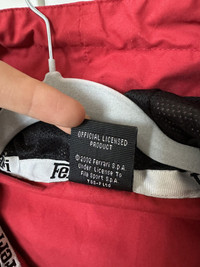 OFFICIAL LICENSED
PRODUCT
© 2002 Ferrari S.p.A.
Under License To
Fila Sport S.p.A.